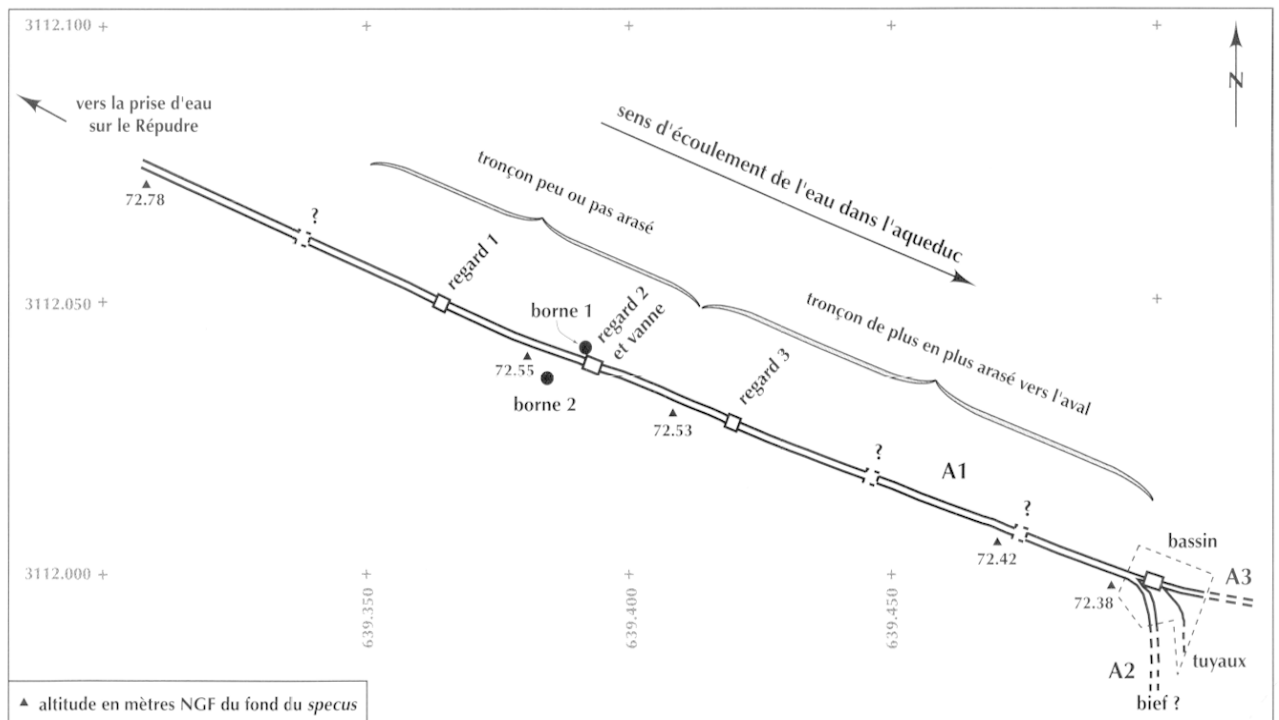 3112.100
N
vers la prise d'eau
sur le Répudre
sens d'écoulement de l'eau dans l'aqueduc
tronçon peu ou pas arasé
72.78
?
regard 1
3112.050
borne 1
regard 2
et vanne
tronçon de plus en plus arasé vers l'aval
72.55
borne 2
regard 3
72.53
?
A1
?
72.42
bassin
3112.000
A3
72.38
639.350
639.400
639.450
A2
tuyaux
bief ?
altitude en mètres NGF du fond du specus